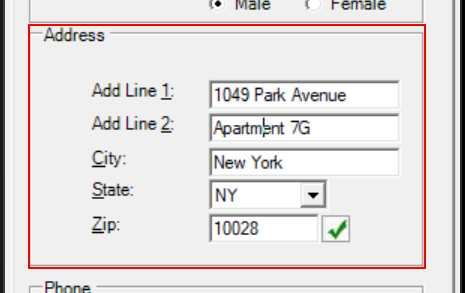 Male Female
Address
Add Line 1: 1049 Park Avenue
Add Line 2: Apartment 7G
City: New York
State: NY
Zip: 10028
Phone